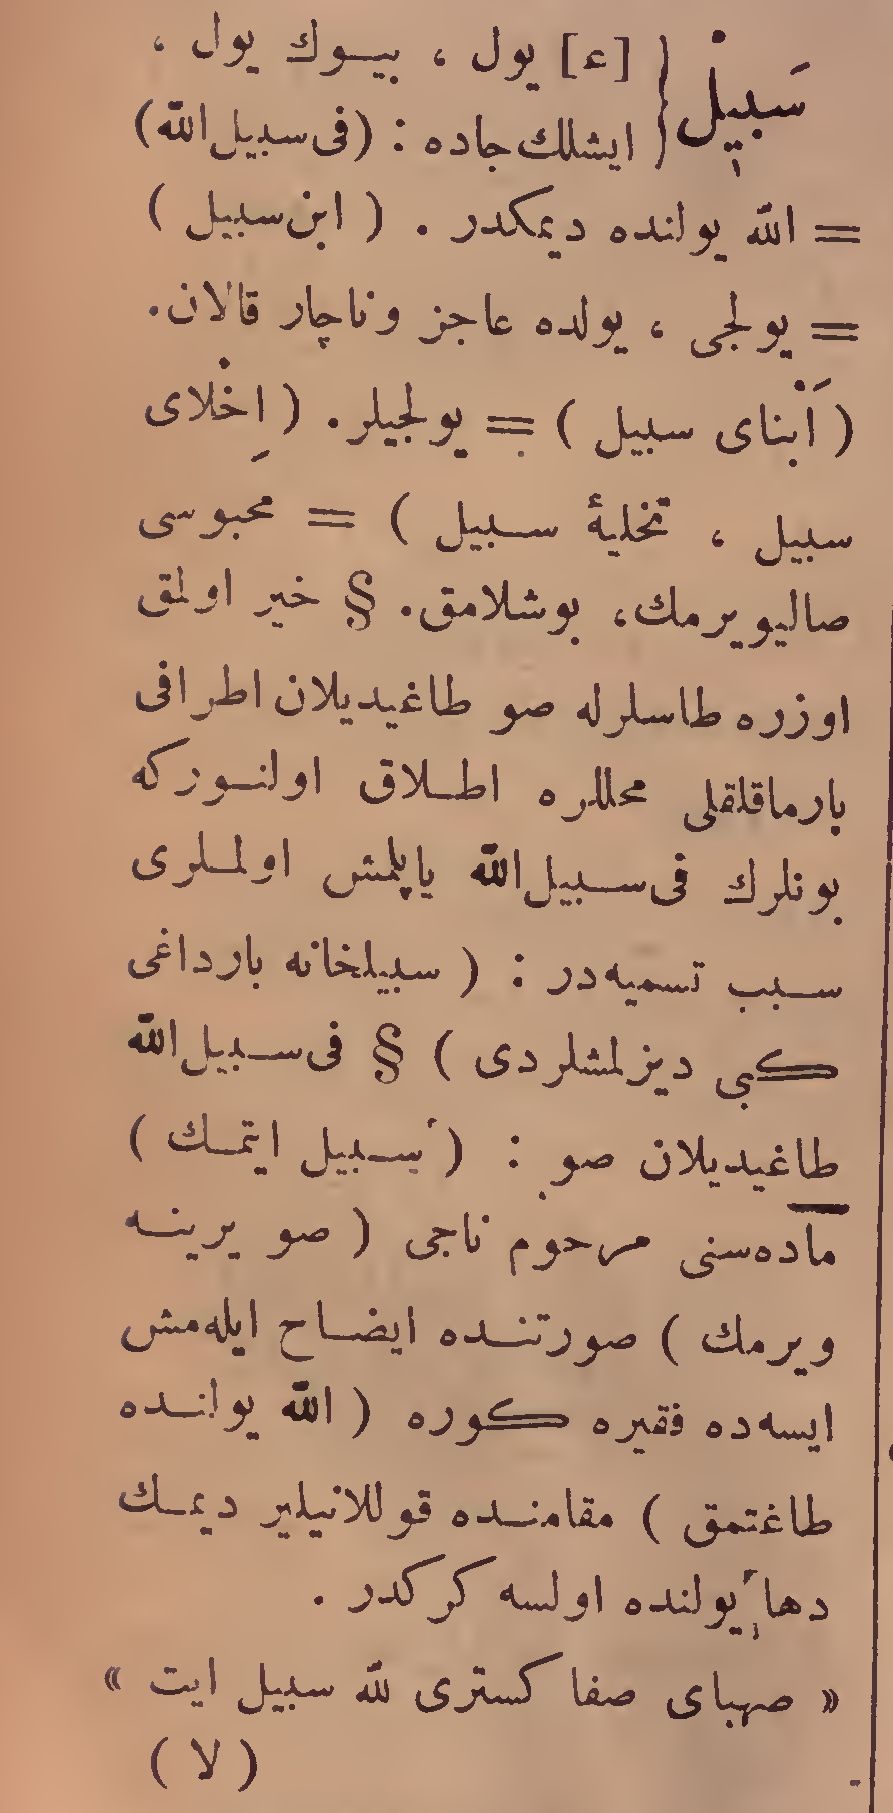 سَبِيلْ { [ع] يول ، بيوك يول ،
ايشلك جاده : (فى سبيل الله)
= الله يولنده ديمكدر . ( ابن سبيل )
= يولجى ، يولده عاجز وناچار قالان.
( اَبْناى سبيل ) = يولجيلر. ( اِخْلاى
سبيل ، تخليهٔ سبيل ) = محبوسى
صاليويرمك، بوشلامق. § خير اولمق
اوزره طاسلرله صو طاغيديلان اطرافى
بارماقلقلى محللره اطلاق اولنوركه
بونلرك فى سبيل الله ياپلمش اولملرى
سبب تسميه در : ( سبيلخانه بارداغى
كبى ديزلمشلردى ) § فى سبيل الله
طاغيديلان صو : ( سبيل ايتمك )
ماده سنى مرحوم ناجى ( صو يرينه
ويرمك ) صورتنده ايضاح ايله مش
ايسه ده فقيره كوره ( الله يولنده
طاغتمق ) مقامنده قوللانيلير ديمك
دها يولنده اولسه كركدر .
« صهباى صفا كسترى لله سبيل ايت »
( لا )